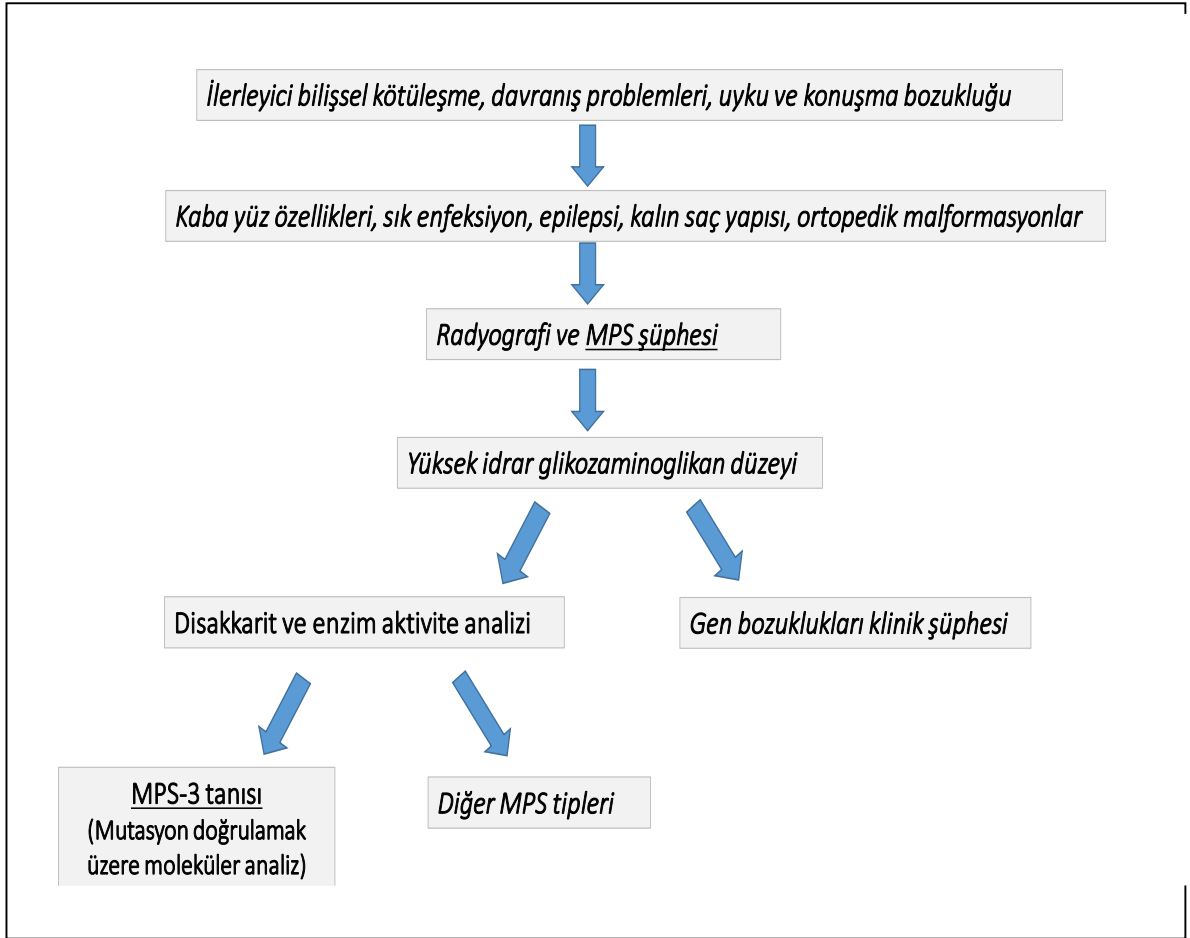 İlerleyici bilişsel kötüleşme, davranış problemleri, uyku ve konuşma bozukluğu
Kaba yüz özellikleri, sık enfeksiyon, epilepsi, kalın saç yapısı, ortopedik malformasyonlar
Radyografi ve MPS şüphesi
Yüksek idrar glikozaminoglikan düzeyi
Disakkarit ve enzim aktivite analizi
Gen bozuklukları klinik şüphesi
MPS-3 tanısı
(Mutasyon doğrulamak
üzere moleküler analiz)
Diğer MPS tipleri